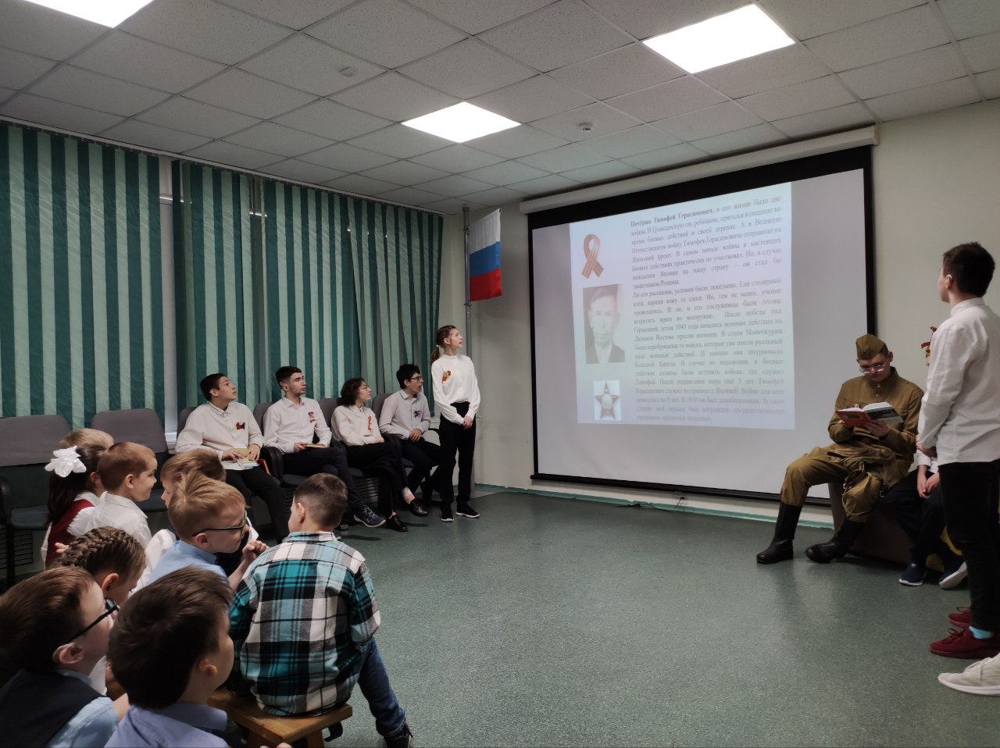 Печёрин Тимофей Герасимович, в его жизни было две
войны. В Гражданскую он, ребёнком, прятался в подполе во
время боевых действий в своей деревне. А в Великую
Отечественную войну Тимофея Герасимовича отправили на
Японский фронт. В самом начале войны в настоящих
боевых действиях практически не участвовал. Но, в случае
нападения Японии на нашу страну – он стал бы
защитником Родины.
По его рассказам, условия были тяжёлыми. Ели столярный
клей, варили кожу от сапог. Но, тем не менее, учения
проводились. И он, и его сослуживцы были готовы
встретить врага во всеоружии. После победы над
Германией, летом 1945 года начались военные действия на
Дальнем Востоке против японцев. В степи Маньчжурии
были переброшены те войска, которые уже имели реальный
опыт военных действий. И именно они штурмовали
Большой Хинган. В случае их поражения, в боевые
действия должны были вступить войска, где служил
Тимофей. После подписания мира ещё 5 лет Тимофей
Герасимович служил на границе с Японией. Война для него
затянулась на 9 лет. В 1950 он был демобилизован. За свою
службу мой прадед был награждён государственными
наградами: